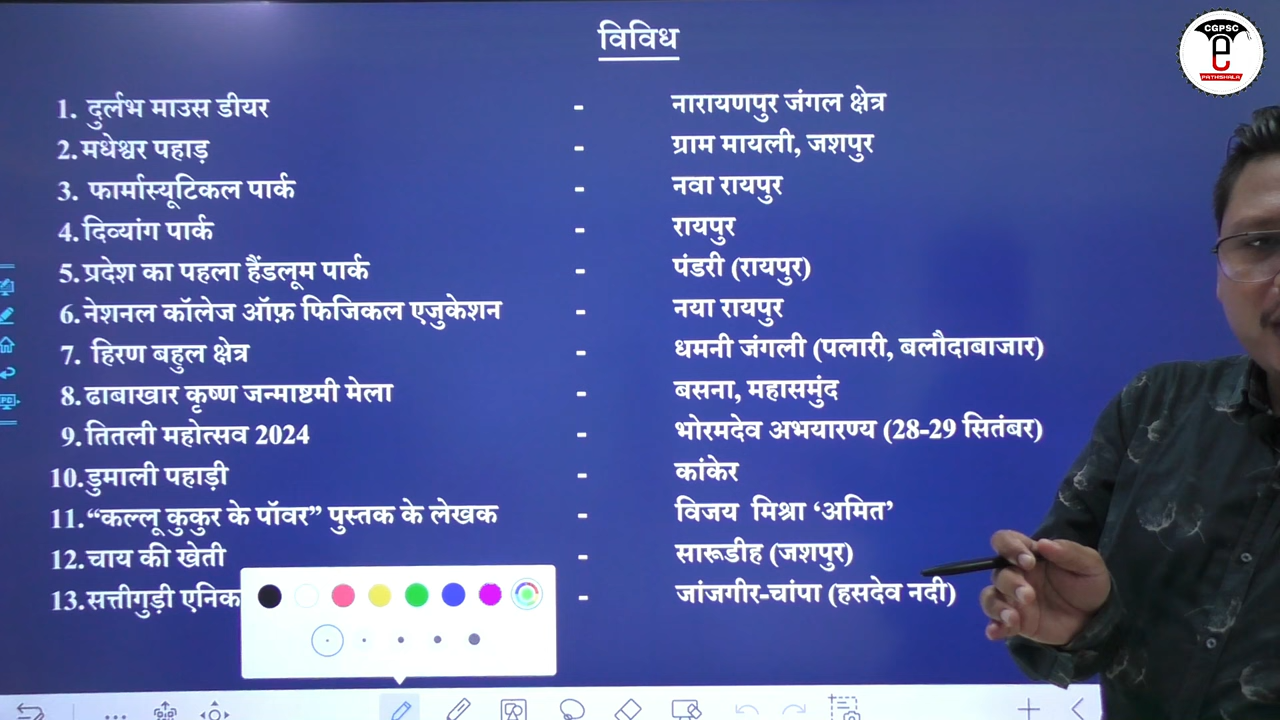 विविध
CGPSC
e
PATHSHALA
1. दुर्लभ माउस डीयर - नारायणपुर जंगल क्षेत्र
2. मधेश्वर पहाड़ - ग्राम मायली, जशपुर
3. फार्मास्यूटिकल पार्क - नवा रायपुर
4. दिव्यांग पार्क - रायपुर
5. प्रदेश का पहला हैंडलूम पार्क - पंडरी (रायपुर)
6. नेशनल कॉलेज ऑफ़ फिजिकल एजुकेशन - नया रायपुर
7. हिरण बहुल क्षेत्र - धमनी जंगली (पलारी, बलौदाबाजार)
8. ढाबाखार कृष्ण जन्माष्टमी मेला - बसना, महासमुंद
9. तितली महोत्सव 2024 - भोरमदेव अभयारण्य (28-29 सितंबर)
10. डुमाली पहाड़ी - कांकेर
11. “कल्लू कुकुर के पॉवर” पुस्तक के लेखक - विजय मिश्रा ‘अमित’
12. चाय की खेती - सारूडीह (जशपुर)
13. सत्तीगुड़ी एनिक - जांजगीर-चांपा (हसदेव नदी)